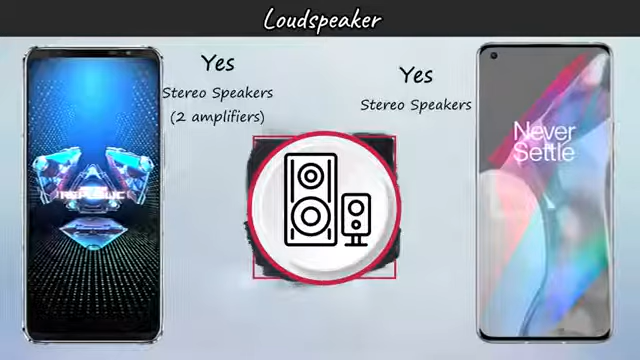 Loudspeaker
Yes
Stereo Speakers
(2 amplifiers)
Yes
Stereo Speakers
Never
Settle